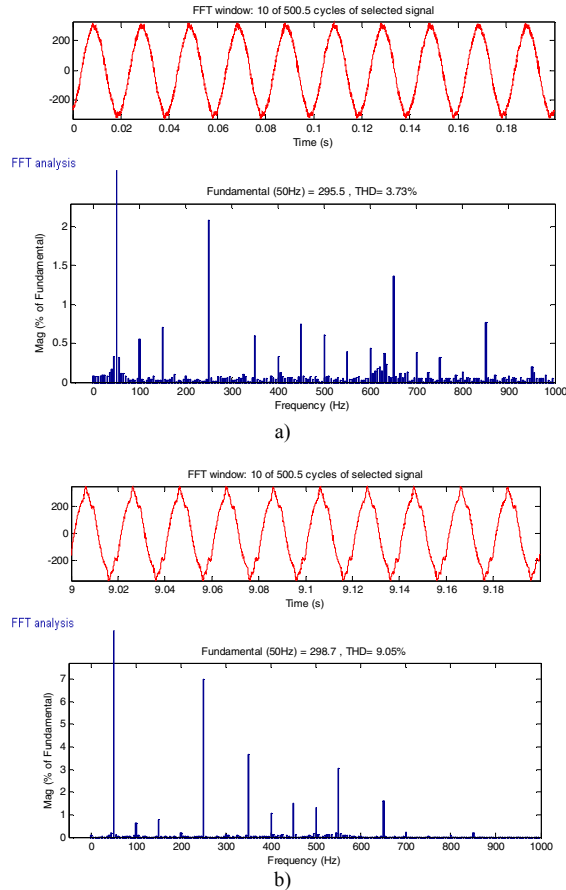 FFT window: 10 of 500.5 cycles of selected signal
200
0
-200
0 0.02 0.04 0.06 0.08 0.1 0.12 0.14 0.16 0.18
Time (s)
FFT analysis
Fundamental (50Hz) = 295.5 , THD= 3.73%
Mag (% of Fundamental)
2
1.5
1
0.5
0
0 100 200 300 400 500 600 700 800 900 1000
Frequency (Hz)
a)
FFT window: 10 of 500.5 cycles of selected signal
200
0
-200
9 9.02 9.04 9.06 9.08 9.1 9.12 9.14 9.16 9.18
Time (s)
FFT analysis
Fundamental (50Hz) = 298.7 , THD= 9.05%
Mag (% of Fundamental)
7
6
5
4
3
2
1
0
0 100 200 300 400 500 600 700 800 900 1000
Frequency (Hz)
b)